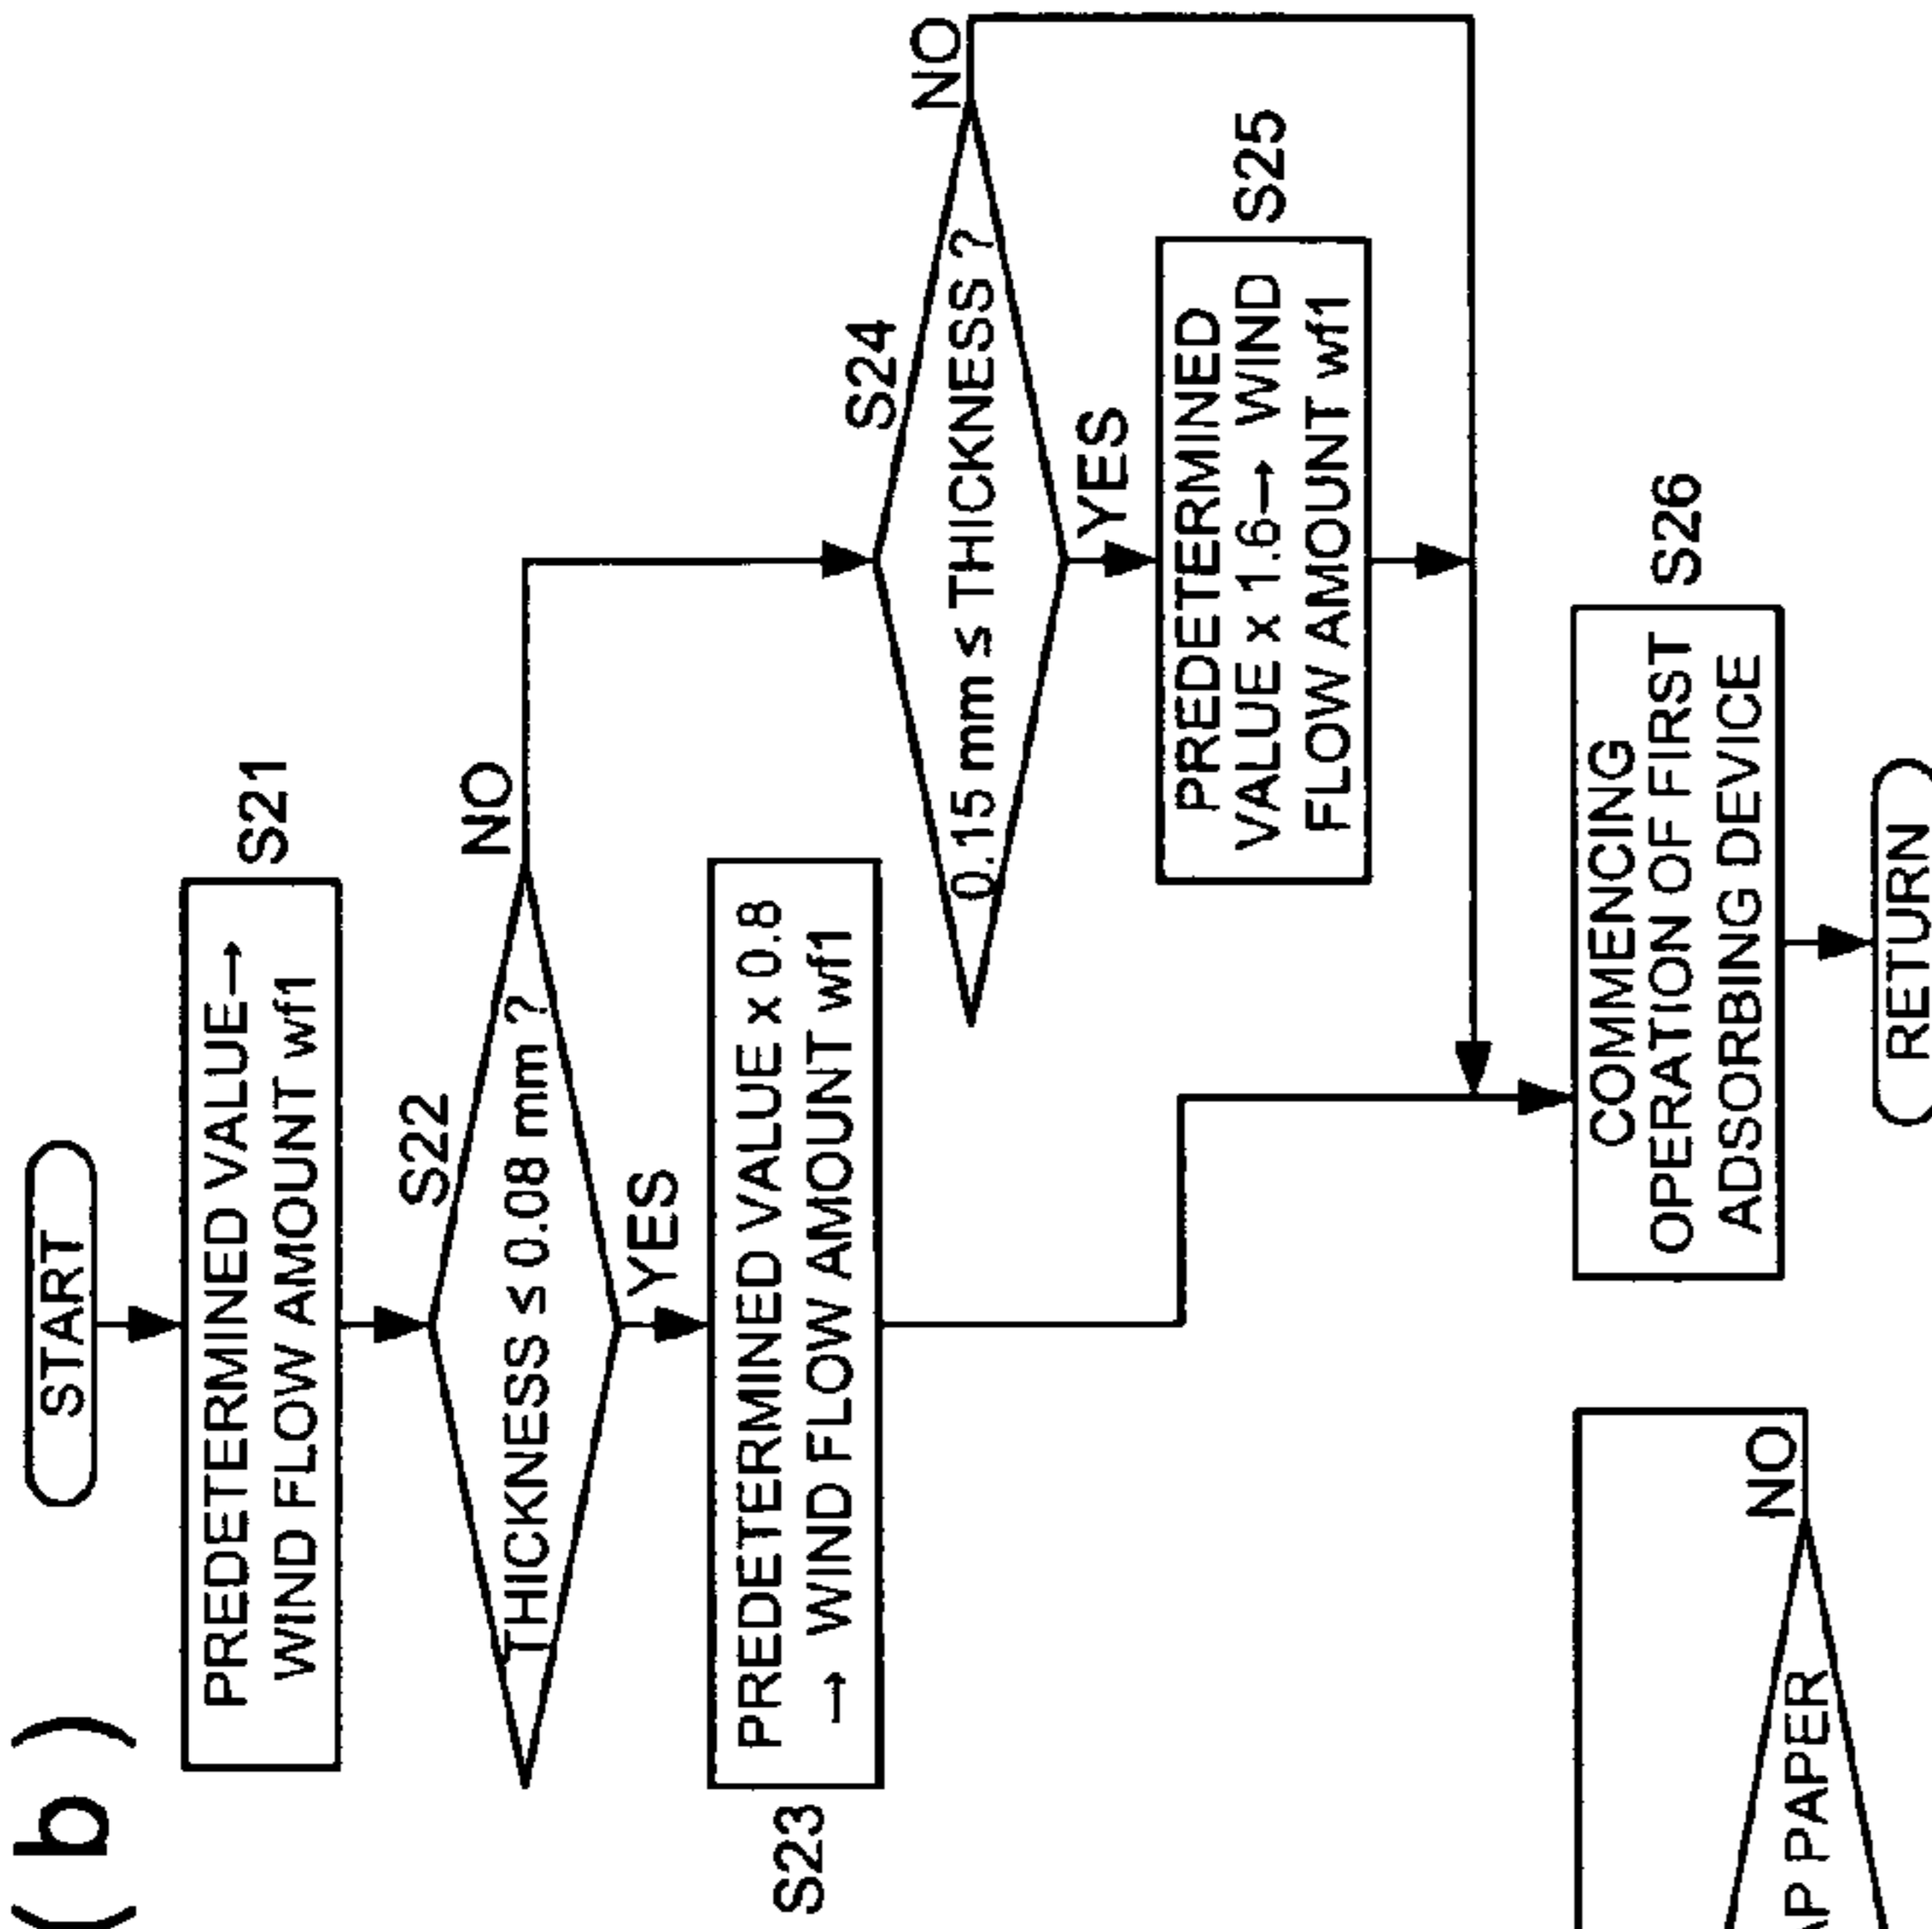 ( b )
START
PREDETERMINED VALUE→
WIND FLOW AMOUNT wf1
S21
S22
THICKNESS ≤ 0.08 mm ?
NO
YES
S23
PREDETERMINED VALUE x 0.8
→ WIND FLOW AMOUNT wf1
S24
0.15 mm ≤ THICKNESS ?
NO
YES
PREDETERMINED
VALUE x 1.6→ WIND
FLOW AMOUNT wf1
S25
COMMENCING
OPERATION OF FIRST
ADSORBING DEVICE
S26
RETURN
NO
PAPER